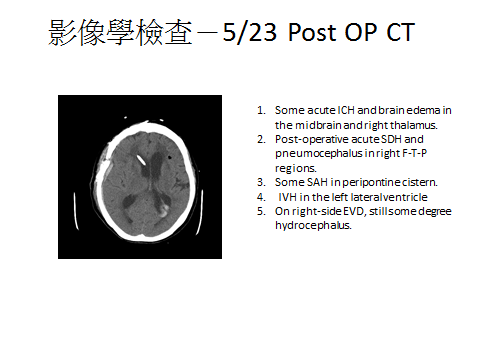 影像學檢查－5/23 Post OP CT
1. Some acute ICH and brain edema in
the midbrain and right thalamus.
2. Post-operative acute SDH and
pneumocephalus in right F-T-P
regions.
3. Some SAH in peripontine cistern.
4. IVH in the left lateral ventricle
5. On right-side EVD, still some degree
hydrocephalus.